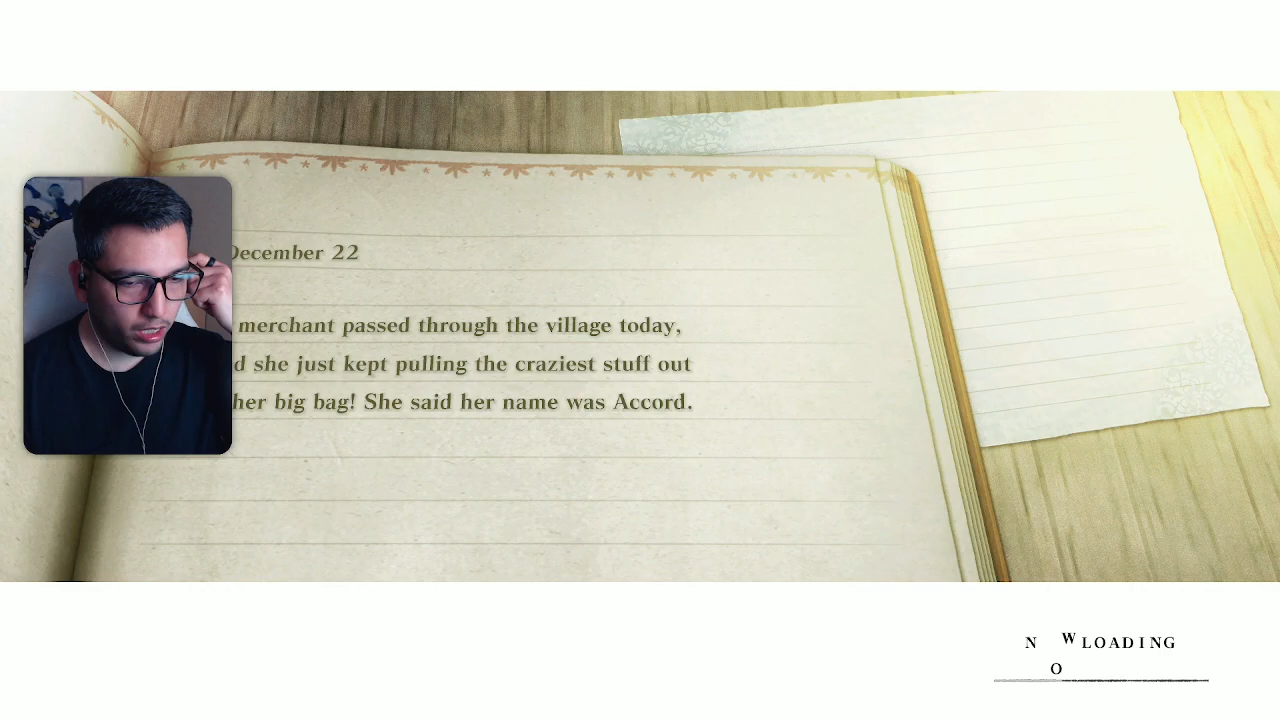 December 22
merchant passed through the village today,
she just kept pulling the craziest stuff out
her big bag! She said her name was Accord.
NOW LOADING